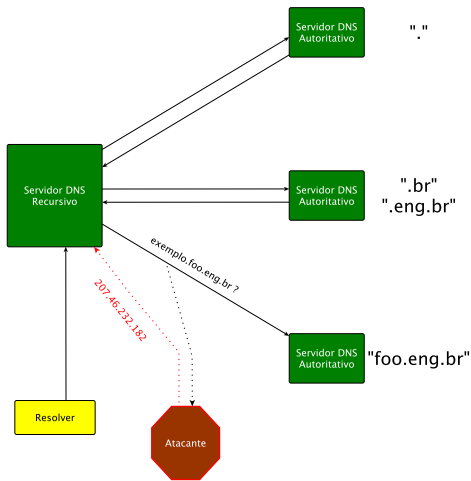 Servidor DNS
Autoritativo
"."
Servidor DNS
Recursivo
Servidor DNS
Autoritativo
".br"
".eng.br"
exemplo.foo.eng.br ?
207.46.232.182
Servidor DNS
Autoritativo
"foo.eng.br"
Resolver
Atacante